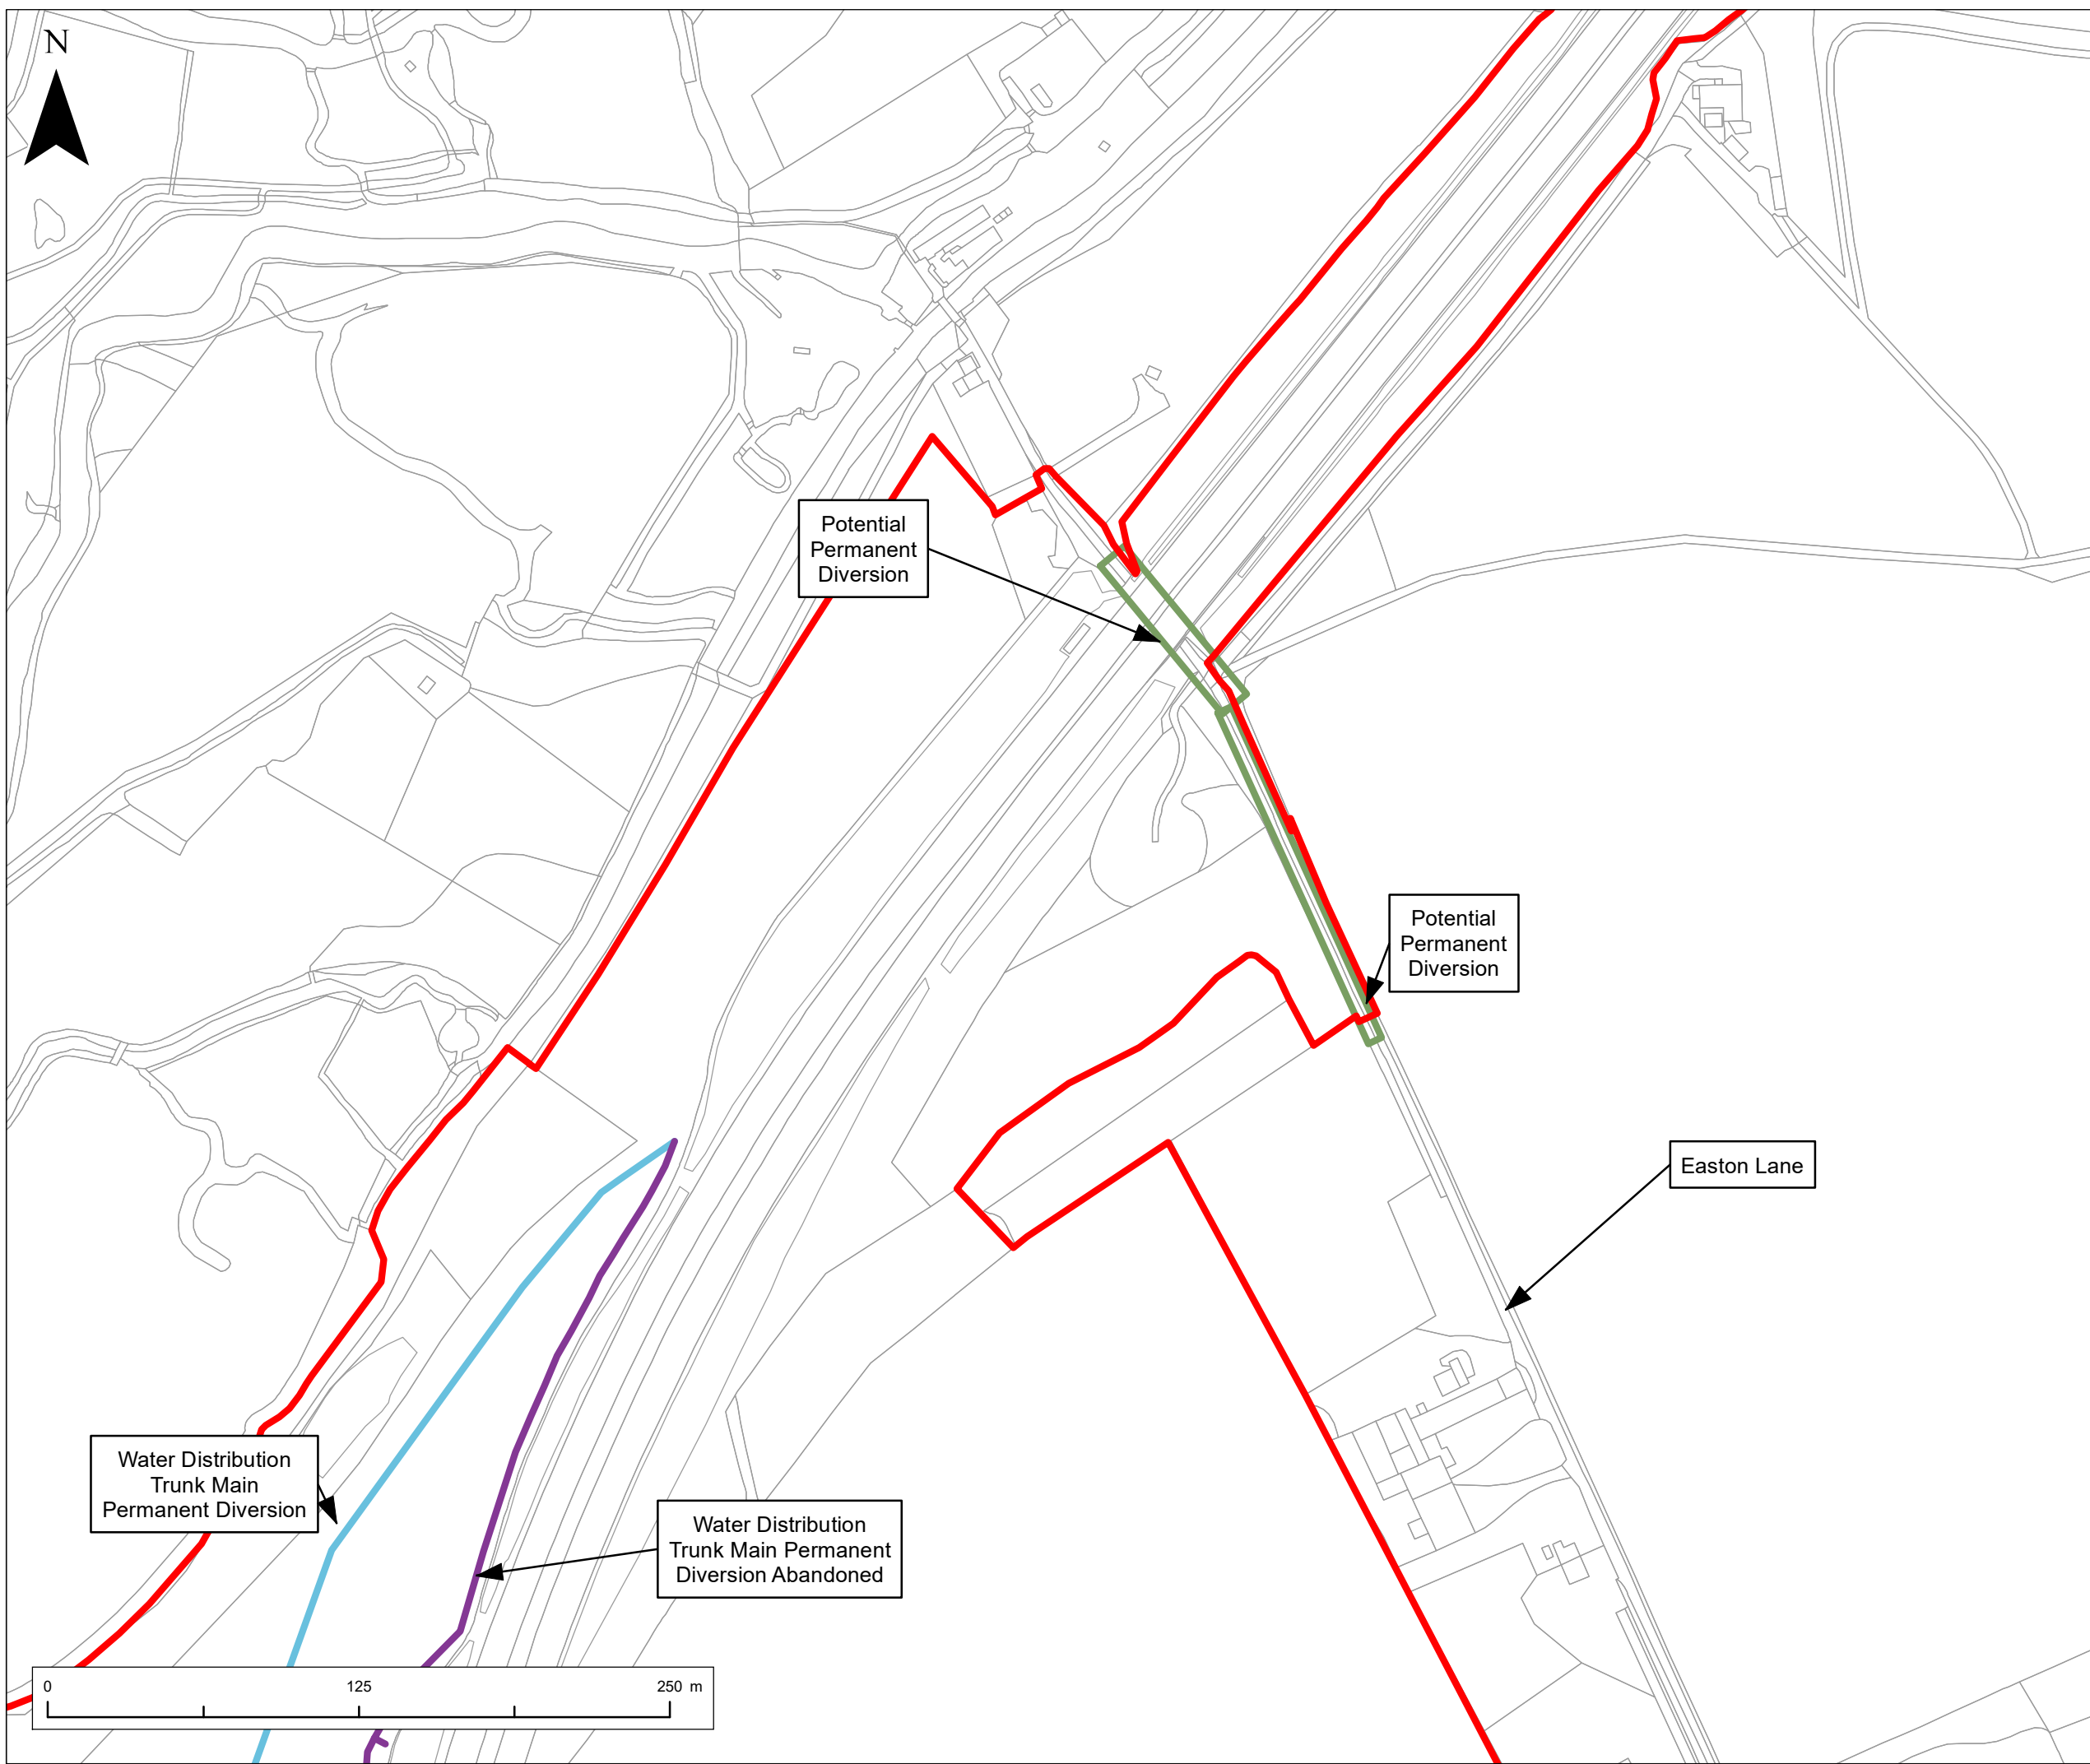 N
Potential
Permanent
Diversion
Potential
Permanent
Diversion
Easton Lane
Water Distribution
Trunk Main
Permanent Diversion
Water Distribution
Trunk Main Permanent
Diversion Abandoned
0 125 250 m